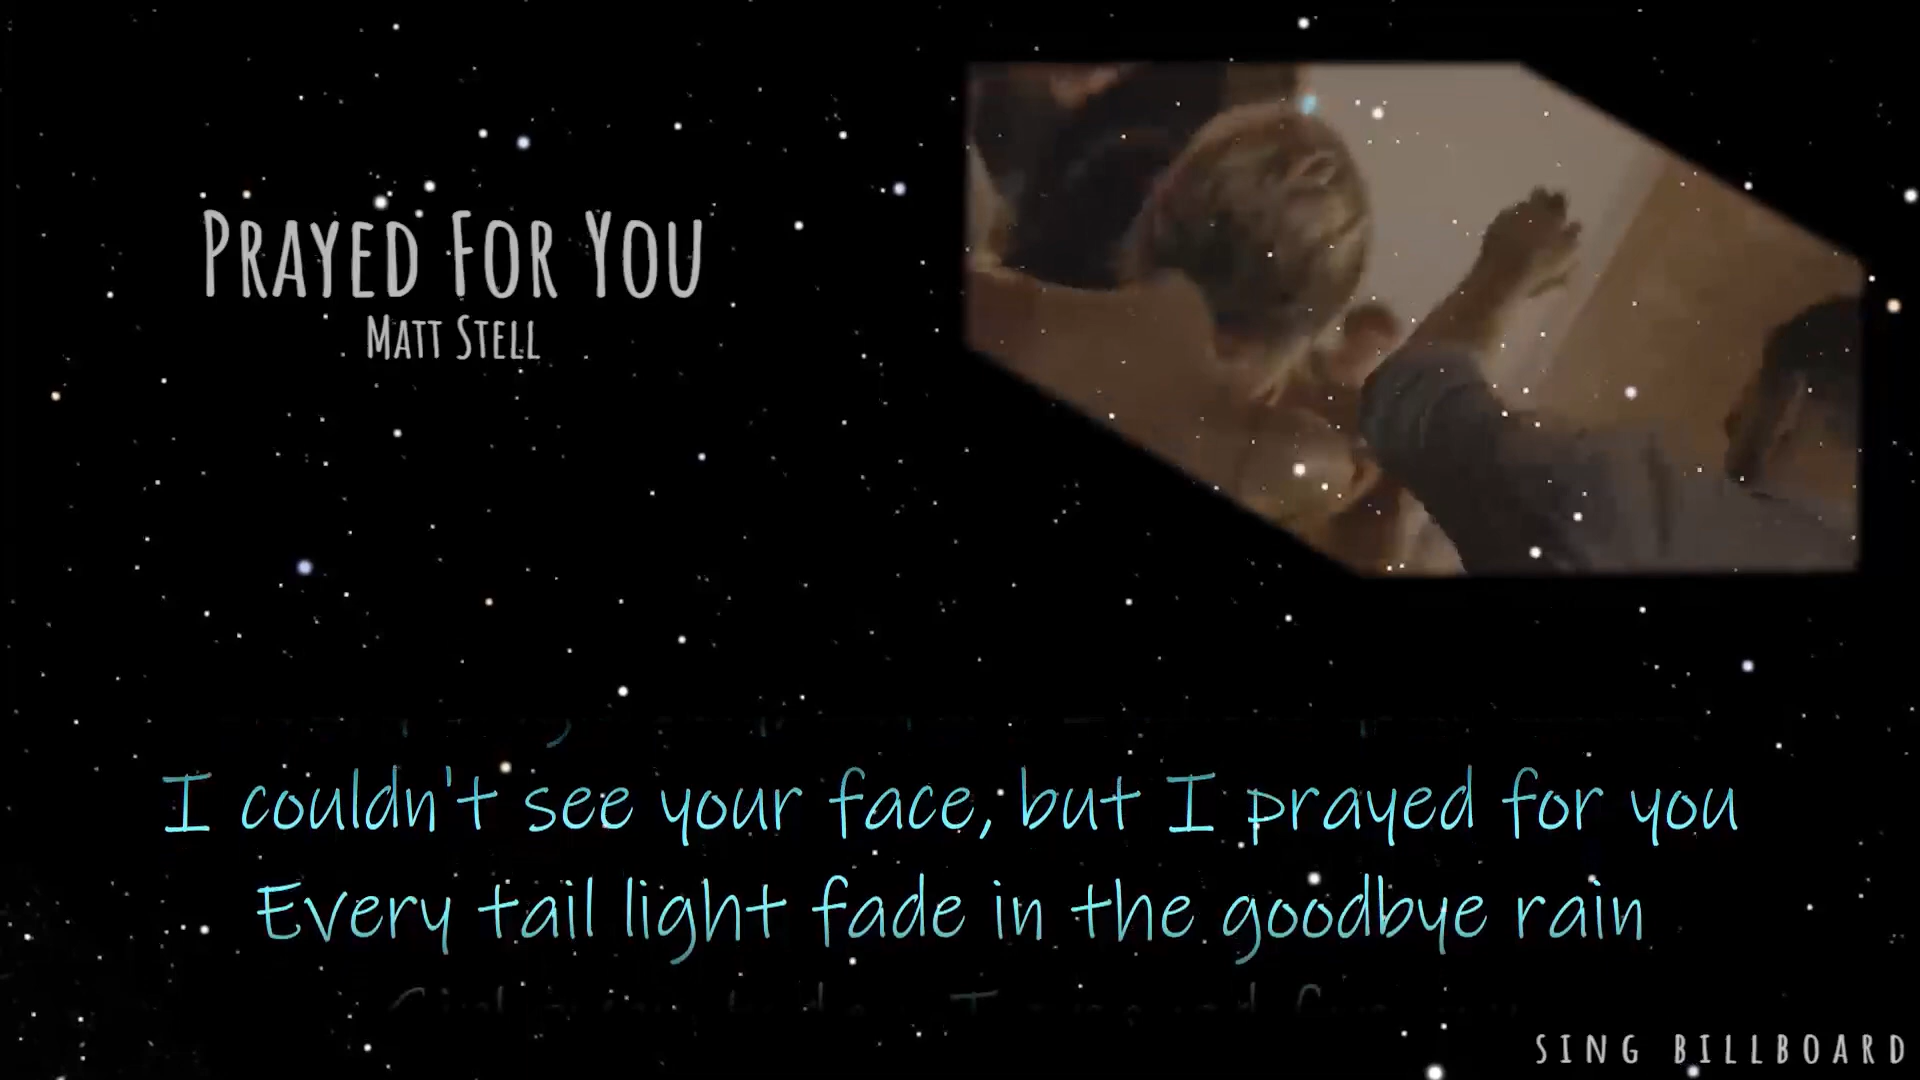 PRAYED FOR YOU
MATT STELL
I couldn't see your face, but I prayed for you
Every tail light fade in the goodbye rain
SING BILLBOARD